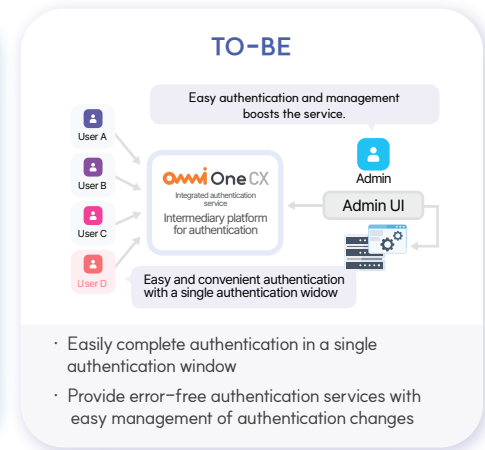 TO-BE
Easy authentication and management
boosts the service.
User A
User B
User C
User D
Omni One CX
Integrated authentication
service
Intermediary platform
for authentication
Admin
Admin UI
Easy and convenient authentication
with a single authentication widow
· Easily complete authentication in a single
authentication window
· Provide error-free authentication services with
easy management of authentication changes